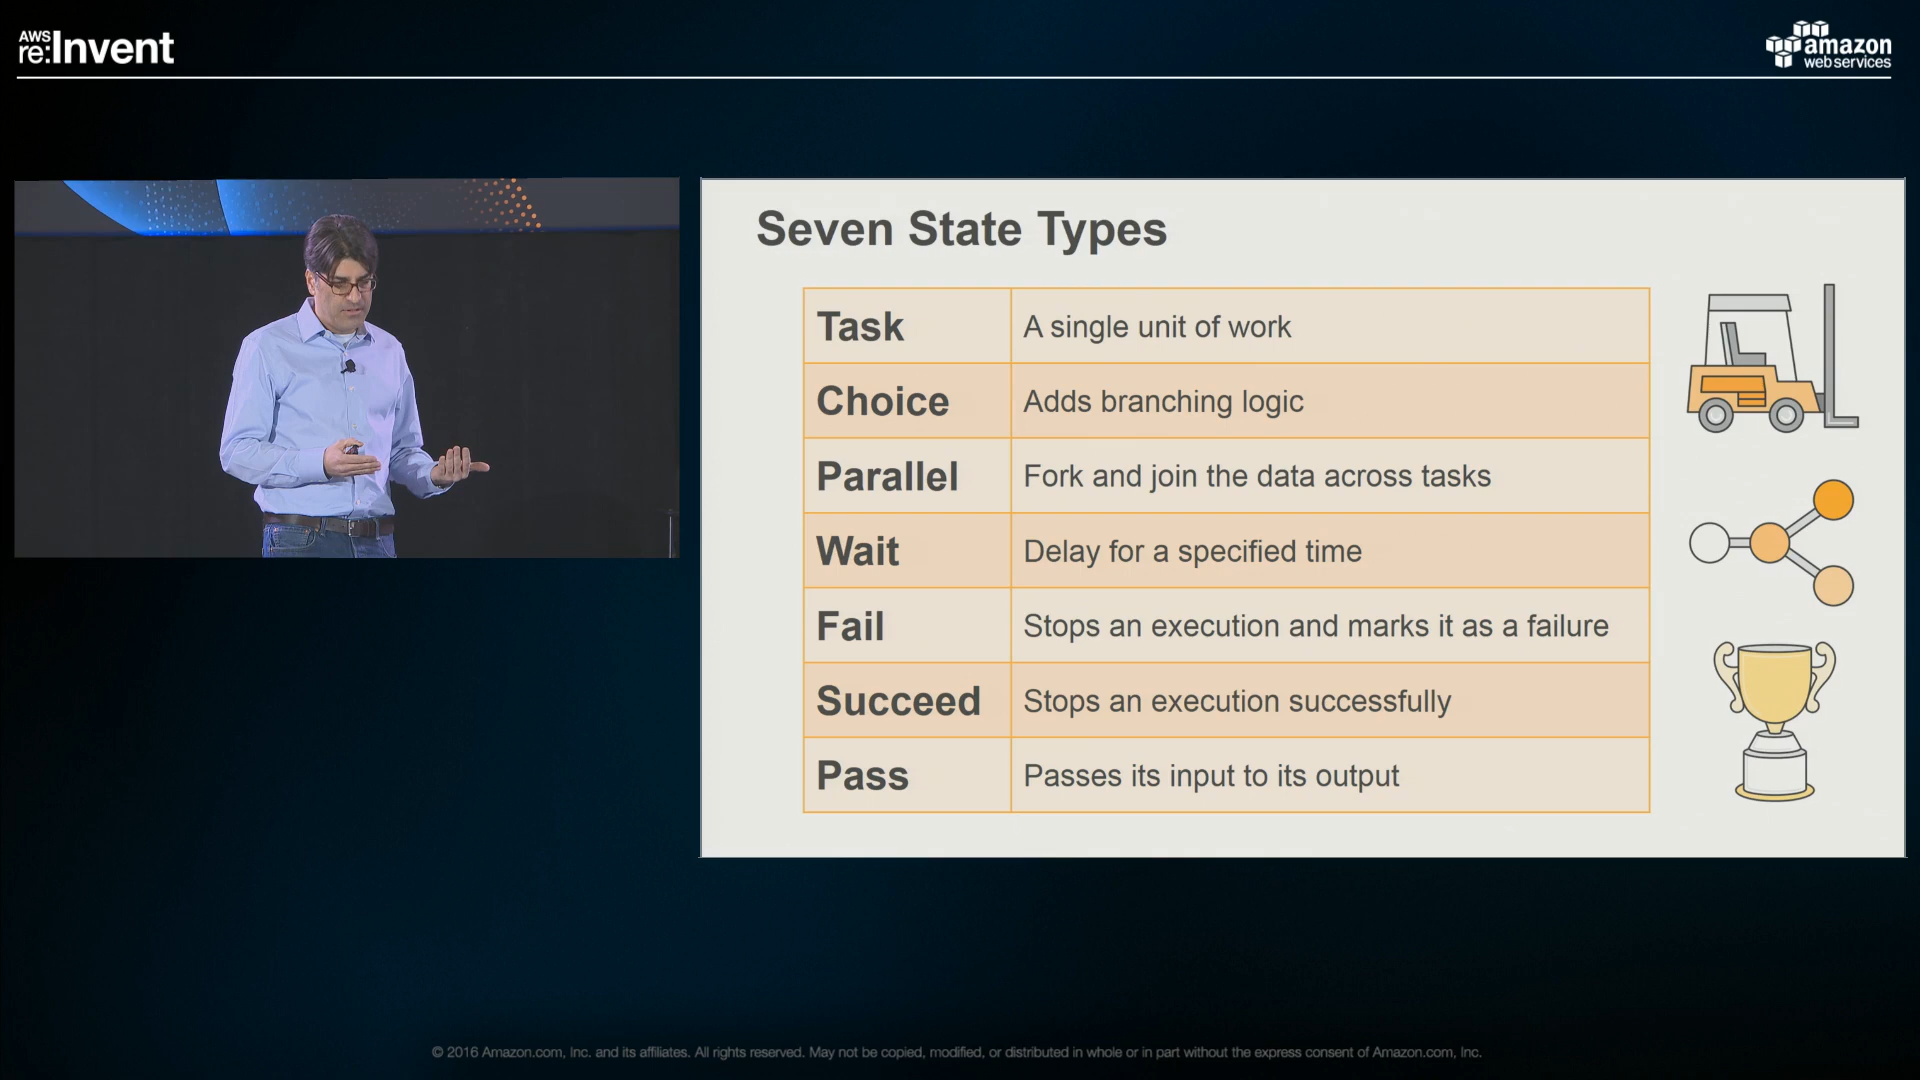 AWS
re:Invent
amazon
webservices
Seven State Types
Task A single unit of work
Choice Adds branching logic
Parallel Fork and join the data across tasks
Wait Delay for a specified time
Fail Stops an execution and marks it as a failure
Succeed Stops an execution successfully
Pass Passes its input to its output
© 2016 Amazon.com, Inc. and its affiliates. All rights reserved. May not be copied, modified, or distributed in whole or in part without the express consent of Amazon.com, Inc.